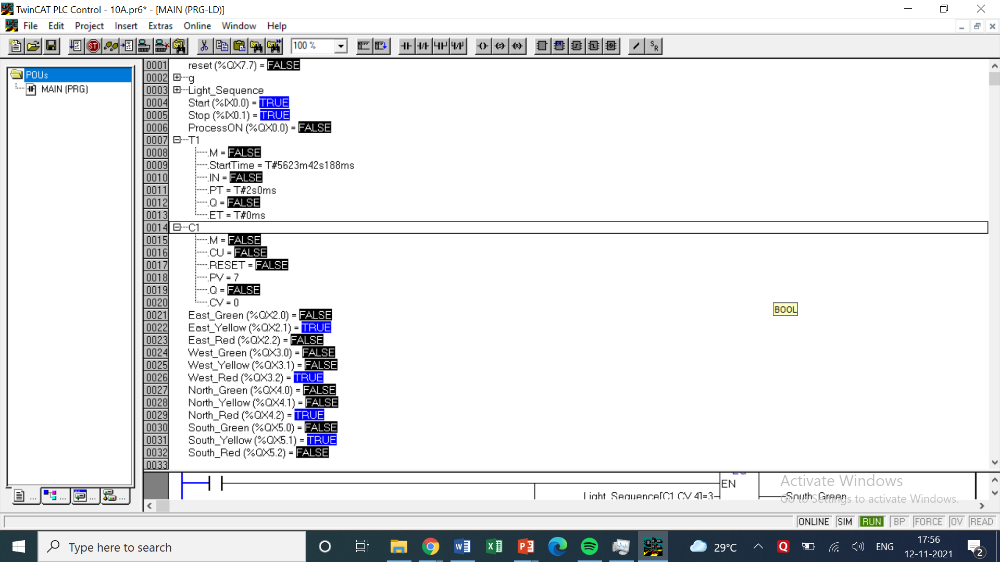 TwinCAT PLC Control - 10A.pr6* - [MAIN (PRG-LD)]
File Edit Project Insert Extras Online Window Help
100 %
POUs
MAIN (PRG)
0001 reset (%QX7.7) = FALSE
0002 g
0003 Light_Sequence
0004 Start (%IX0.0) = TRUE
0005 Stop (%IX0.1) = TRUE
0006 ProcessON (%QX0.0) = FALSE
0007 T1
0008 .M = FALSE
0009 .StartTime = T#5623m42s188ms
0010 .IN = FALSE
0011 .PT = T#2s0ms
0012 .Q = FALSE
0013 .ET = T#0ms
0014 C1
0015 .M = FALSE
0016 .CU = FALSE
0017 .RESET = FALSE
0018 .PV = 7
0019 .Q = FALSE
0020 .CV = 0
BOOL
0021 East_Green (%QX2.0) = FALSE
0022 East_Yellow (%QX2.1) = TRUE
0023 East_Red (%QX2.2) = FALSE
0024 West_Green (%QX3.0) = FALSE
0025 West_Yellow (%QX3.1) = FALSE
0026 West_Red (%QX3.2) = TRUE
0027 North_Green (%QX4.0) = FALSE
0028 North_Yellow (%QX4.1) = FALSE
0029 North_Red (%QX4.2) = TRUE
0030 South_Green (%QX5.0) = FALSE
0031 South_Yellow (%QX5.1) = TRUE
0032 South_Red (%QX5.2) = FALSE
0033
EN
Light_Sequence[C1.CV,4]=3
South_Green
Activate Windows
Go to Settings to activate Windows.
ONLINE SIM RUN BP FORCE OV READ
Type here to search
29°C
ENG
17:56
12-11-2021
2